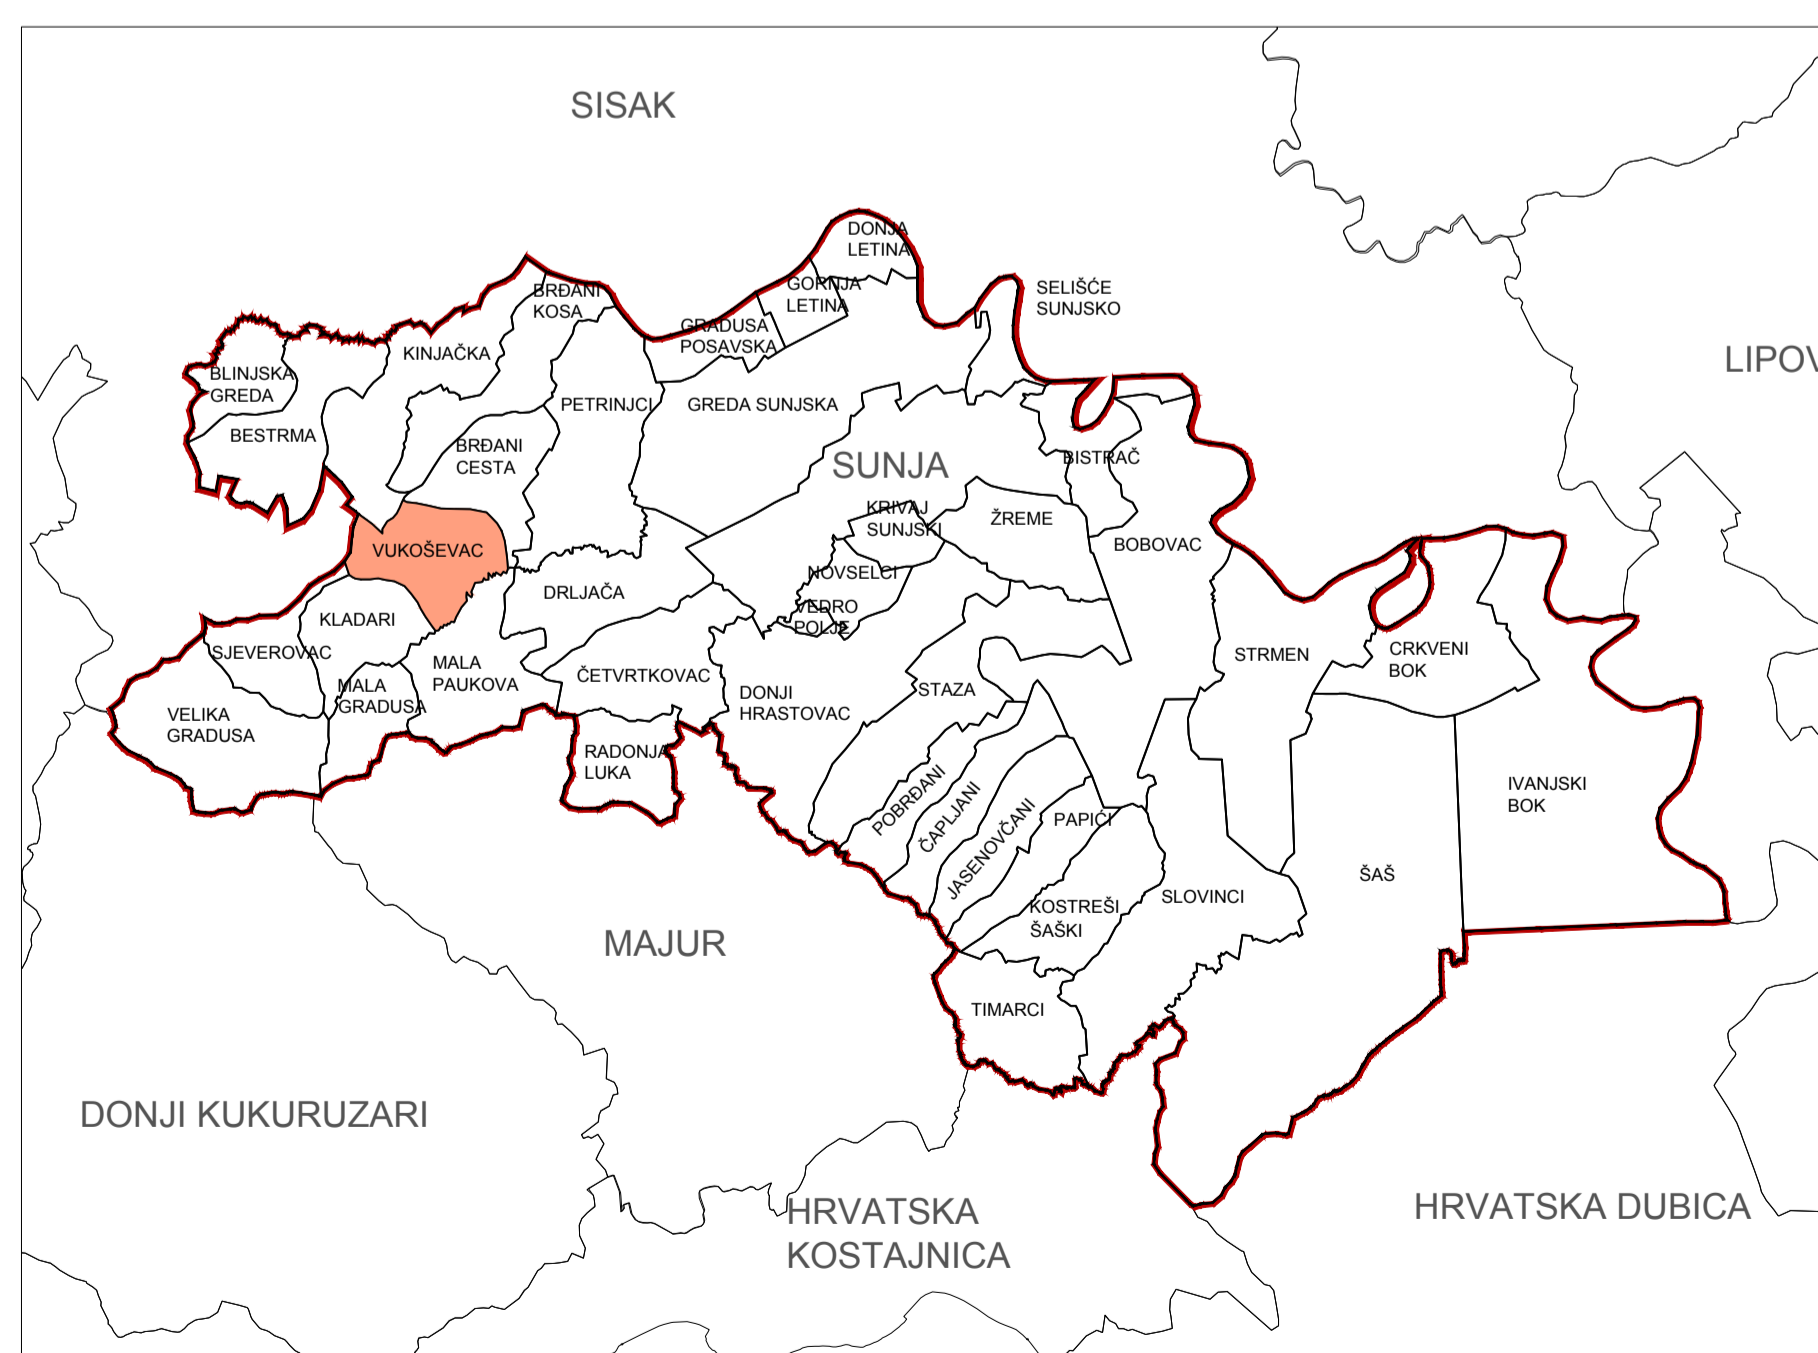 SISAK
DONJA
LETINA
BRĐANI
KOSA
GORNJA
LETINA
SELIŠĆE
SUNJSKO
GRADUSA
POSAVSKA
KINJAČKA
LIPOV
BLINJSKA
GREDA
PETRINJCI
GREDA SUNJSKA
BESTRMA
BRĐANI
CESTA
SUNJA
BISTRAČ
KRIVAJ
SUNJSKI
ŽREME
VUKOŠEVAC
BOBOVAC
NOVSELCI
DRLJAČA
VEDRO
POLJE
KLADARI
SJEVEROVAC
STRMEN
CRKVENI
BOK
MALA
PAUKOVA
ČETVRTKOVAC
MALA
GRADUSA
DONJI
HRASTOVAC
STAZA
VELIKA
GRADUSA
RADONJA
LUKA
IVANJSKI
BOK
POBRĐANI
ČAPLJANI
JASENOVČANI
PAPIĆI
ŠAŠ
SLOVINCI
KOSTREŠI
ŠAŠKI
MAJUR
TIMARCI
DONJI KUKURUZARI
HRVATSKA
KOSTAJNICA
HRVATSKA DUBICA